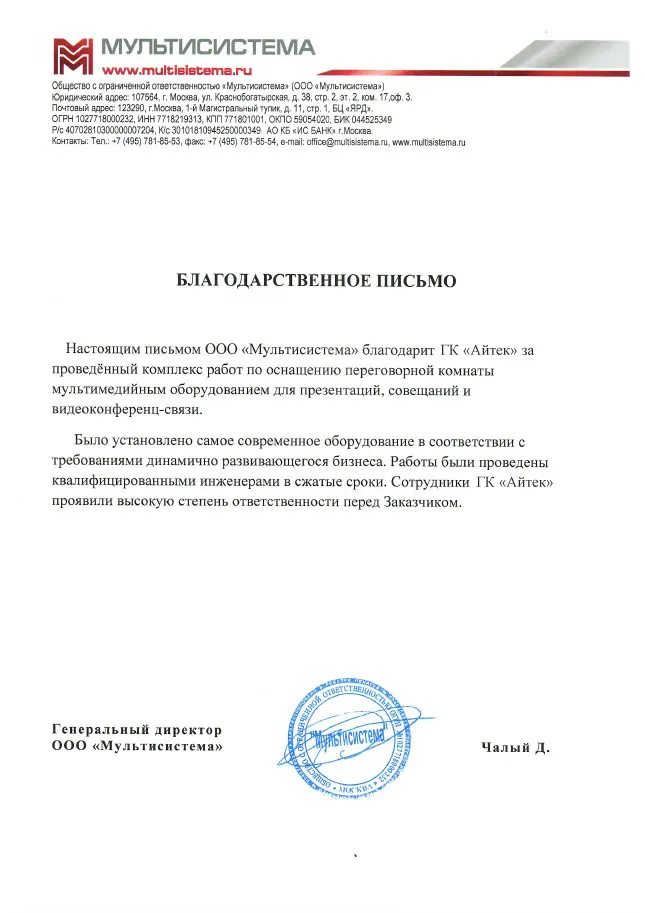 МУЛЬТИСИСТЕМА
www.multisistema.ru
Общество с ограниченной ответственностью «Мультисистема» (ООО «Мультисистема»)
Юридический адрес: 107564, г. Москва, ул. Краснобогатырская, д. 38, стр. 2, эт. 2, ком. 17,оф. 3.
Почтовый адрес: 123290, г.Москва, 1-й Магистральный тупик, д. 11, стр. 1, БЦ «ЯРД».
ОГРН 1027718000232, ИНН 7718219313, КПП 771801001, ОКПО 59054020, БИК 044525349
Р/с 40702810300000007204, К/с 30101810945250000349 АО КБ «ИС БАНК» г.Москва.
Контакты: Тел.: +7 (495) 781-85-53, факс: +7 (495) 781-85-54, e-mail: office@multisistema.ru, www.multisistema.ru
БЛАГОДАРСТВЕННОЕ ПИСЬМО
Настоящим письмом ООО «Мультисистема» благодарит ГК «Айтек» за
проведённый комплекс работ по оснащению переговорной комнаты
мультимедийным оборудованием для презентаций, совещаний и
видеоконференц-связи.
Было установлено самое современное оборудование в соответствии с
требованиями динамично развивающегося бизнеса. Работы были проведены
квалифицированными инженерами в сжатые сроки. Сотрудники ГК «Айтек»
проявили высокую степень ответственности перед Заказчиком.
Генеральный директор
ООО «Мультисистема»
ОБЩЕСТВО С ОГРАНИЧЕННОЙ ОТВЕТСТВЕННОСТЬЮ ОГРН 1027718000232
"Мультисистема"
МОСКВА
Чалый Д.